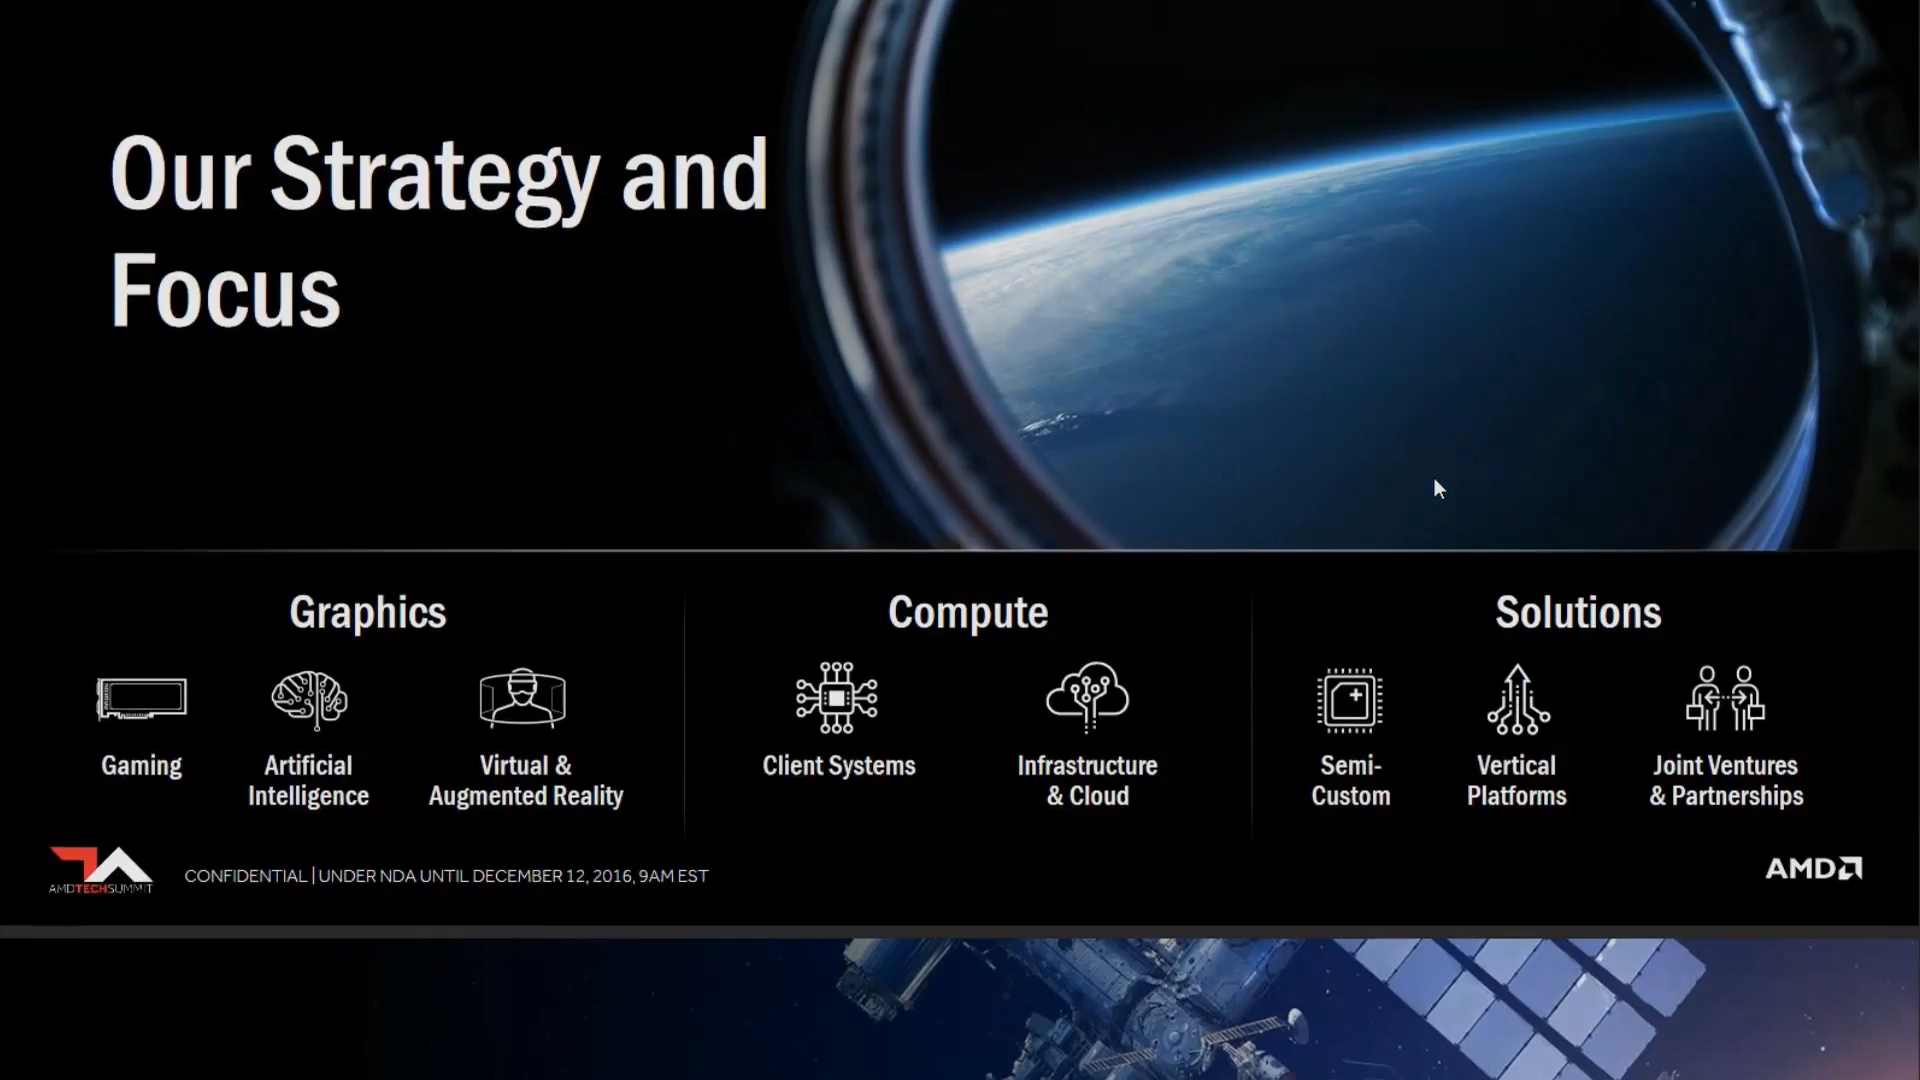 Our Strategy and
Focus
Graphics
Compute
Solutions
Gaming
Artificial
Intelligence
Virtual &
Augmented Reality
Client Systems
Infrastructure
& Cloud
Semi-
Custom
Vertical
Platforms
Joint Ventures
& Partnerships
AMDTECHSUMMIT
CONFIDENTIAL | UNDER NDA UNTIL DECEMBER 12, 2016, 9AM EST
AMD